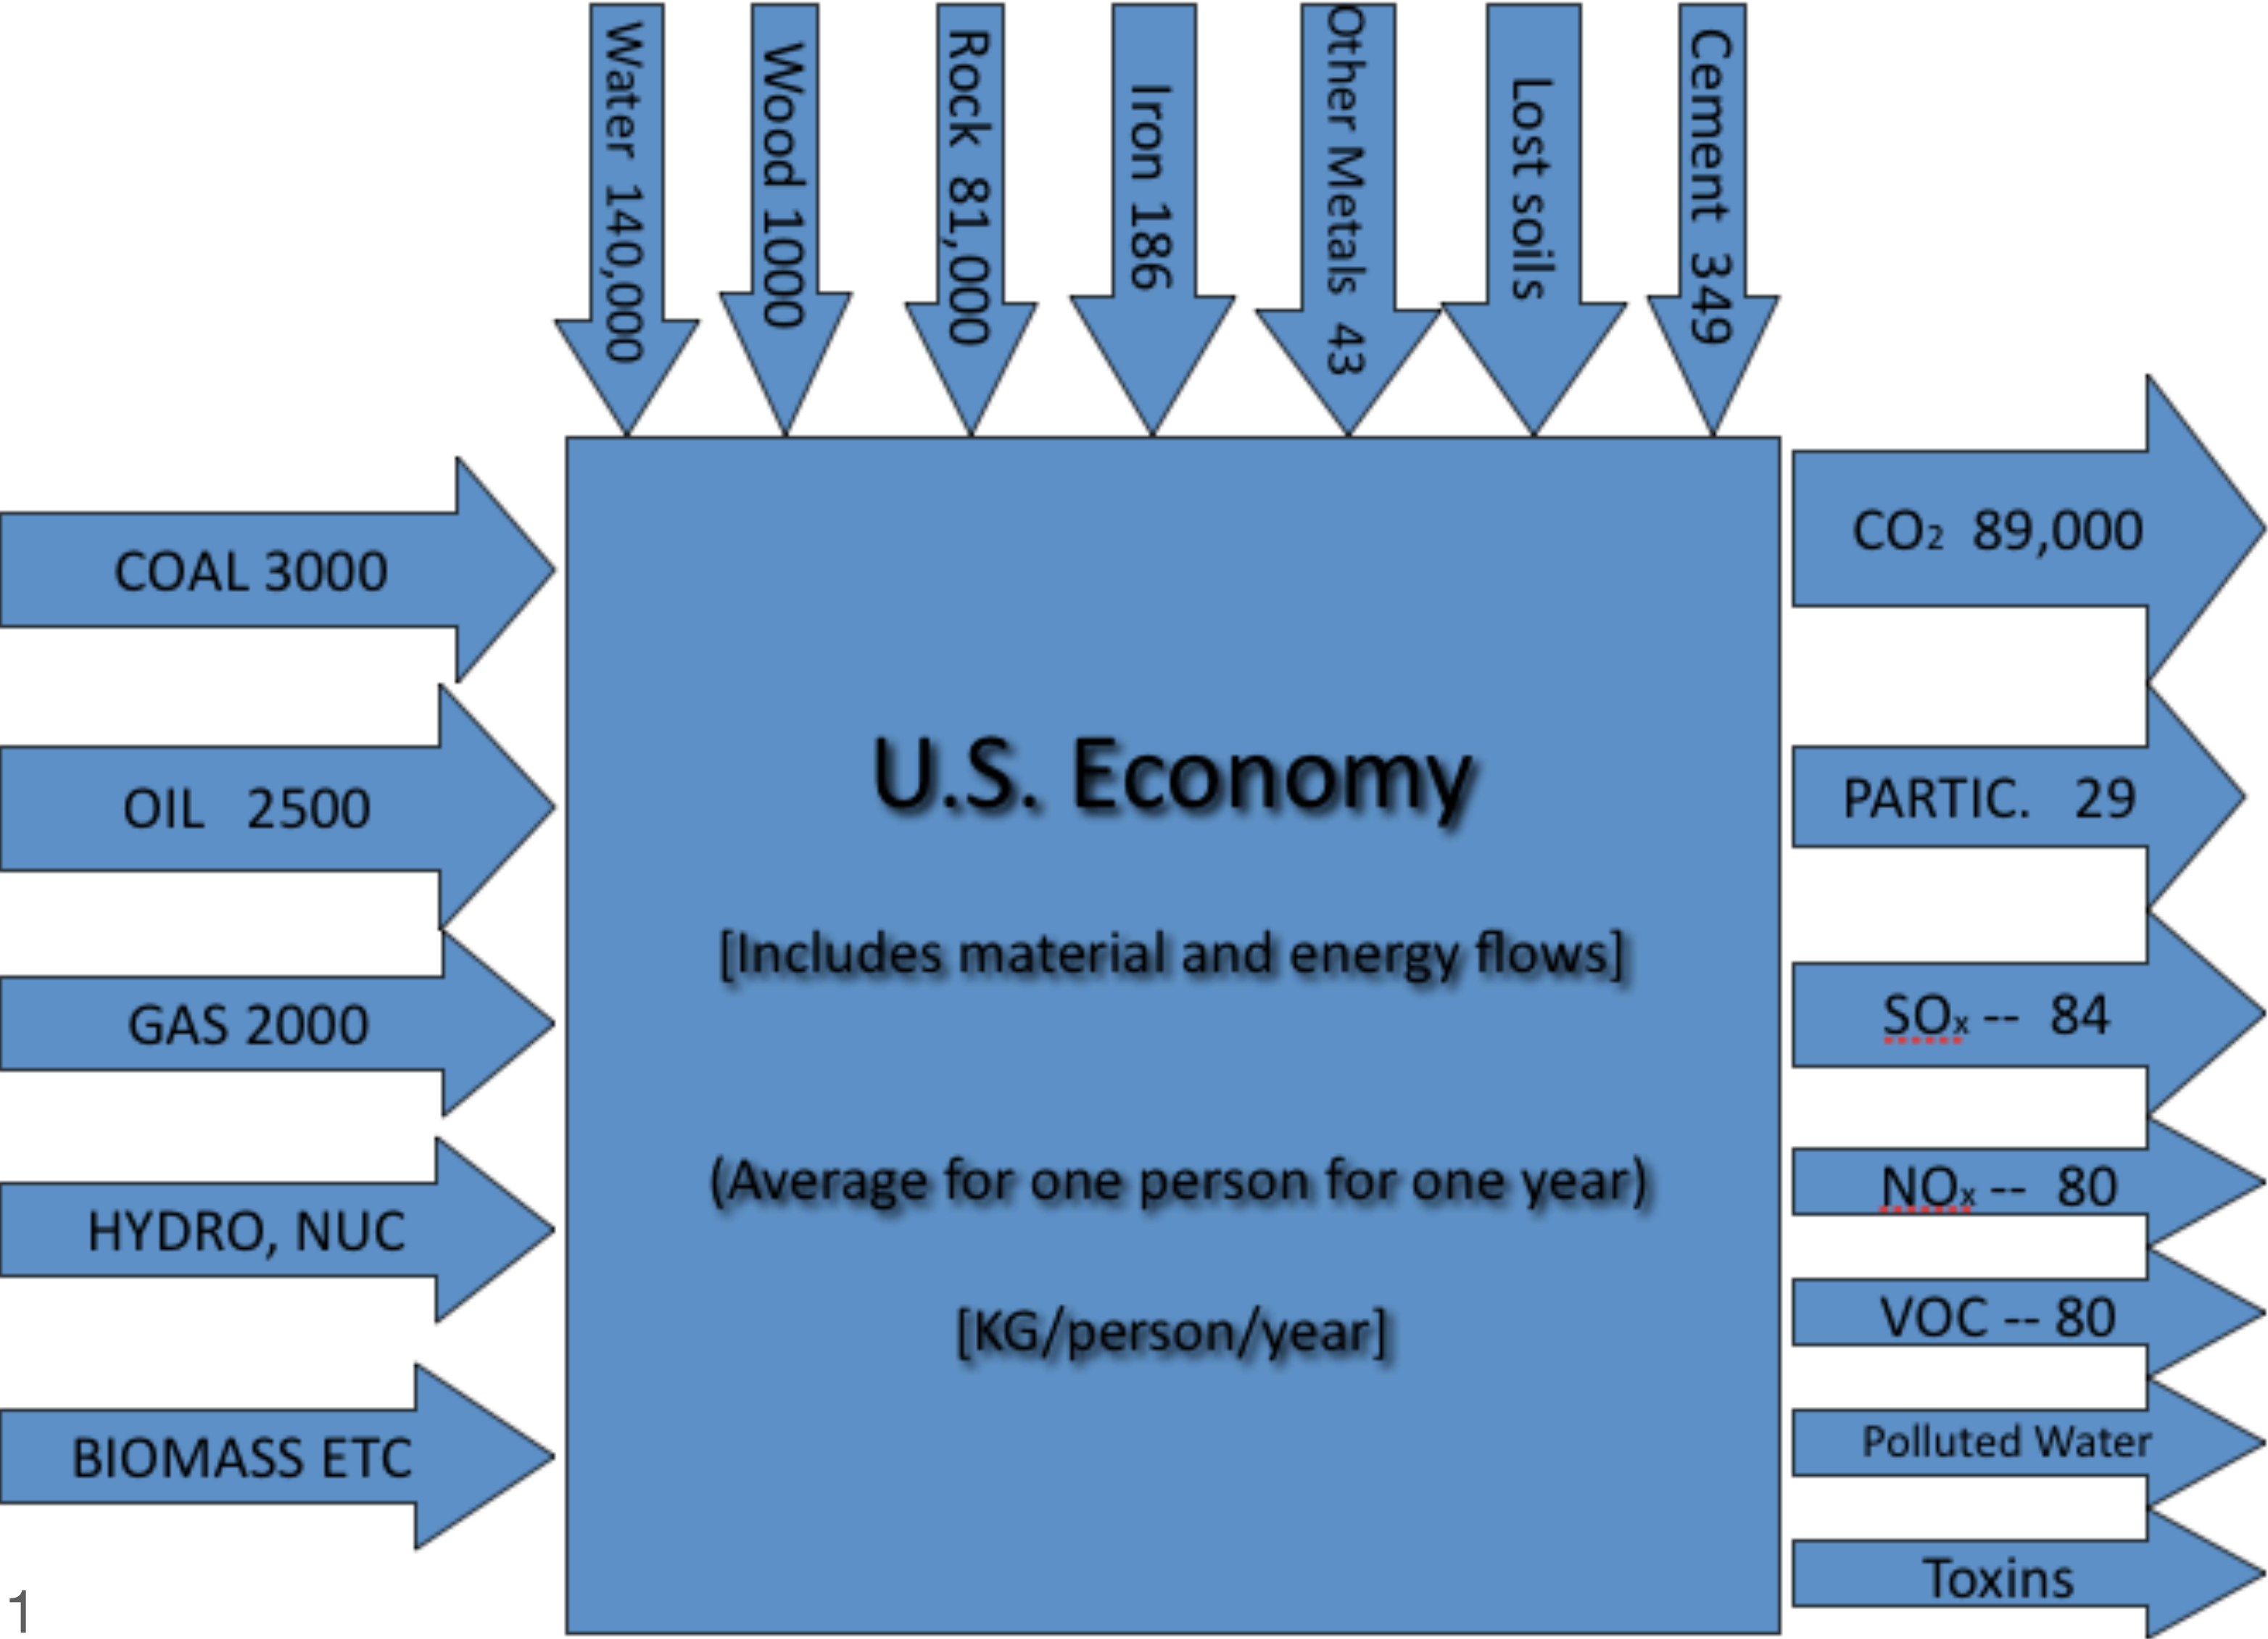 Water 140,000
Wood 1000
Rock 81,000
Iron 186
Other Metals 43
Lost soils
Cement 349
COAL 3000
OIL 2500
GAS 2000
HYDRO, NUC
BIOMASS ETC
U.S. Economy
[Includes material and energy flows]
(Average for one person for one year)
[KG/person/year]
CO₂ 89,000
PARTIC. 29
SOₓ -- 84
NOₓ -- 80
VOC -- 80
Polluted Water
Toxins
1